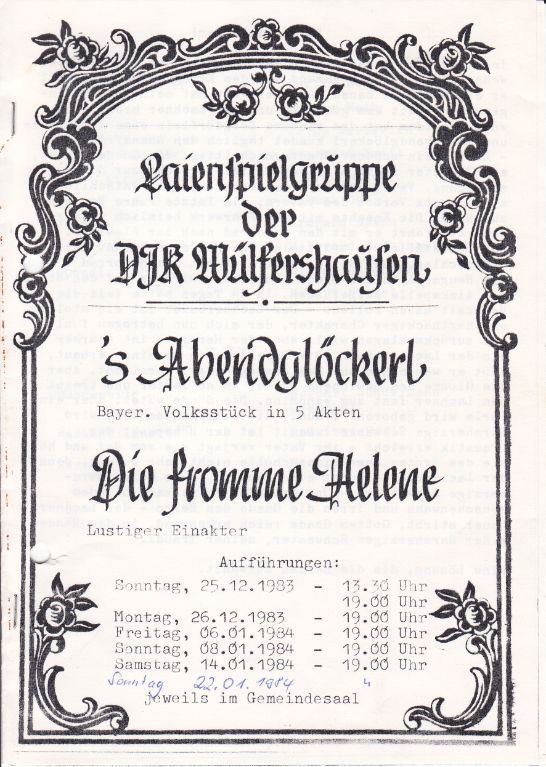 Laienspielgruppe
der
DJK Wülfershausen
's Abendglöckerl
Bayer. Volksstück in 5 Akten
Die fromme Helene
Lustiger Einakter
Aufführungen:
Sonntag, 25.12.1983 - 13.30 Uhr
19.00 Uhr
Montag, 26.12.1983 - 19.00 Uhr
Freitag, 06.01.1984 - 19.00 Uhr
Sonntag, 08.01.1984 - 19.00 Uhr
Samstag, 14.01.1984 - 19.00 Uhr
Sonntag 22.01.1984 "
jeweils im Gemeindesaal